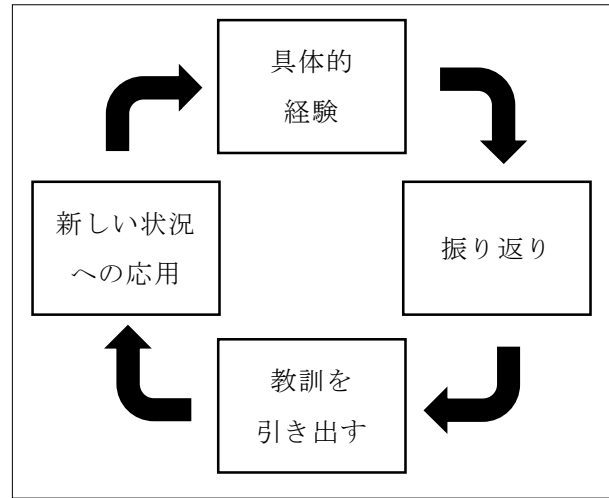 具体的
経験
振り返り
教訓を
引き出す
新しい状況
への応用